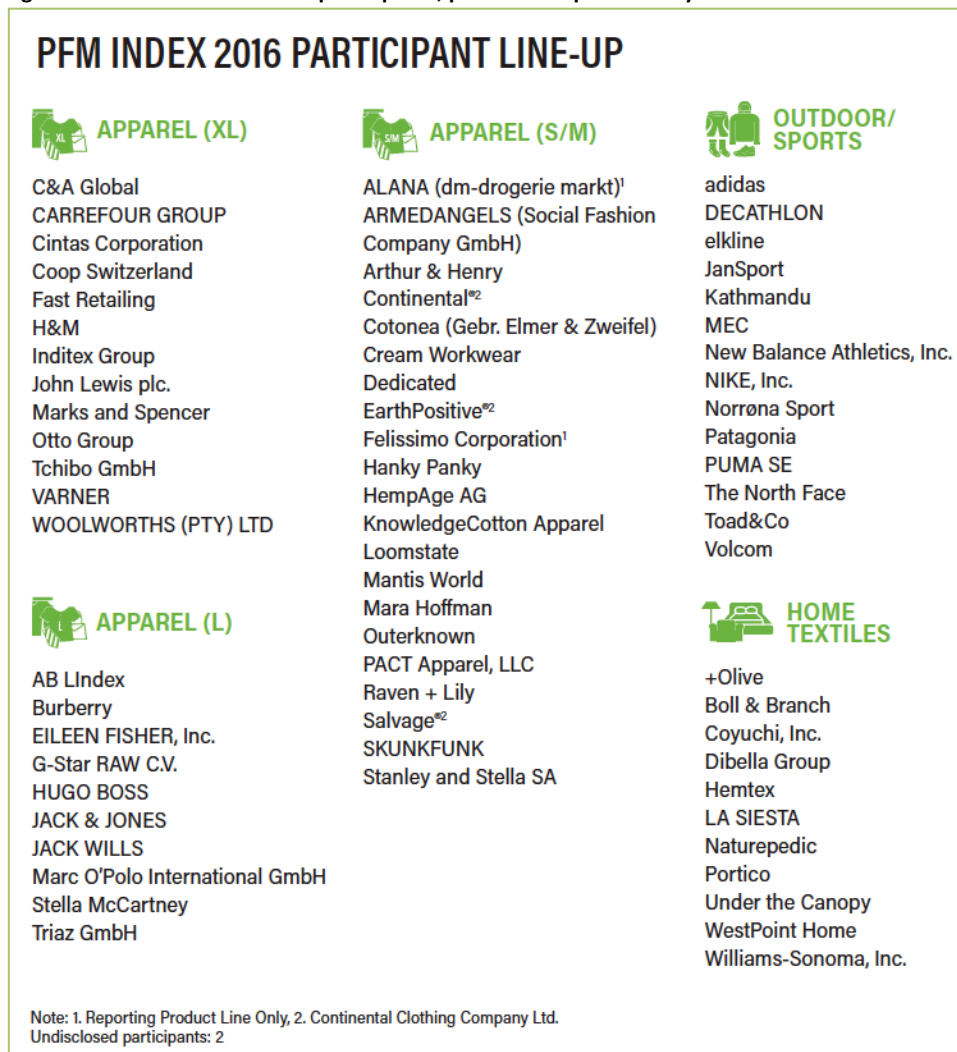 PFM INDEX 2016 PARTICIPANT LINE-UP
XL
APPAREL (XL)
C&A Global
CARREFOUR GROUP
Cintas Corporation
Coop Switzerland
Fast Retailing
H&M
Inditex Group
John Lewis plc.
Marks and Spencer
Otto Group
Tchibo GmbH
VARNER
WOOLWORTHS (PTY) LTD
L
APPAREL (L)
AB LIndex
Burberry
EILEEN FISHER, Inc.
G-Star RAW C.V.
HUGO BOSS
JACK & JONES
JACK WILLS
Marc O'Polo International GmbH
Stella McCartney
Triaz GmbH
S/M
APPAREL (S/M)
ALANA (dm-drogerie markt)¹
ARMEDANGELS (Social Fashion
Company GmbH)
Arthur & Henry
Continental®²
Cotonea (Gebr. Elmer & Zweifel)
Cream Workwear
Dedicated
EarthPositive®²
Felissimo Corporation¹
Hanky Panky
HempAge AG
KnowledgeCotton Apparel
Loomstate
Mantis World
Mara Hoffman
Outerknown
PACT Apparel, LLC
Raven + Lily
Salvage®²
SKUNKFUNK
Stanley and Stella SA
OUTDOOR/
SPORTS
adidas
DECATHLON
elkline
JanSport
Kathmandu
MEC
New Balance Athletics, Inc.
NIKE, Inc.
Norrøna Sport
Patagonia
PUMA SE
The North Face
Toad&Co
Volcom
HOME
TEXTILES
+Olive
Boll & Branch
Coyuchi, Inc.
Dibella Group
Hemtex
LA SIESTA
Naturepedic
Portico
Under the Canopy
WestPoint Home
Williams-Sonoma, Inc.
Note: 1. Reporting Product Line Only, 2. Continental Clothing Company Ltd.
Undisclosed participants: 2